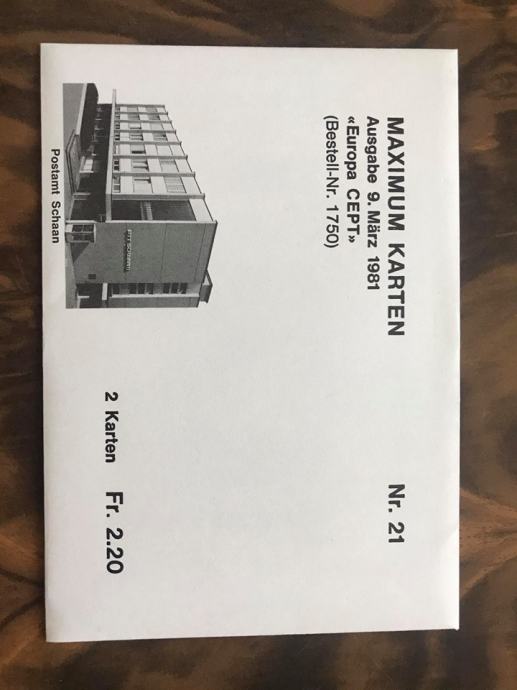 MAXIMUM KARTEN Nr. 21
Ausgabe 9. März 1981
«Europa CEPT»
(Bestell-Nr. 1750)
Postamt Schaan
2 Karten Fr. 2.20